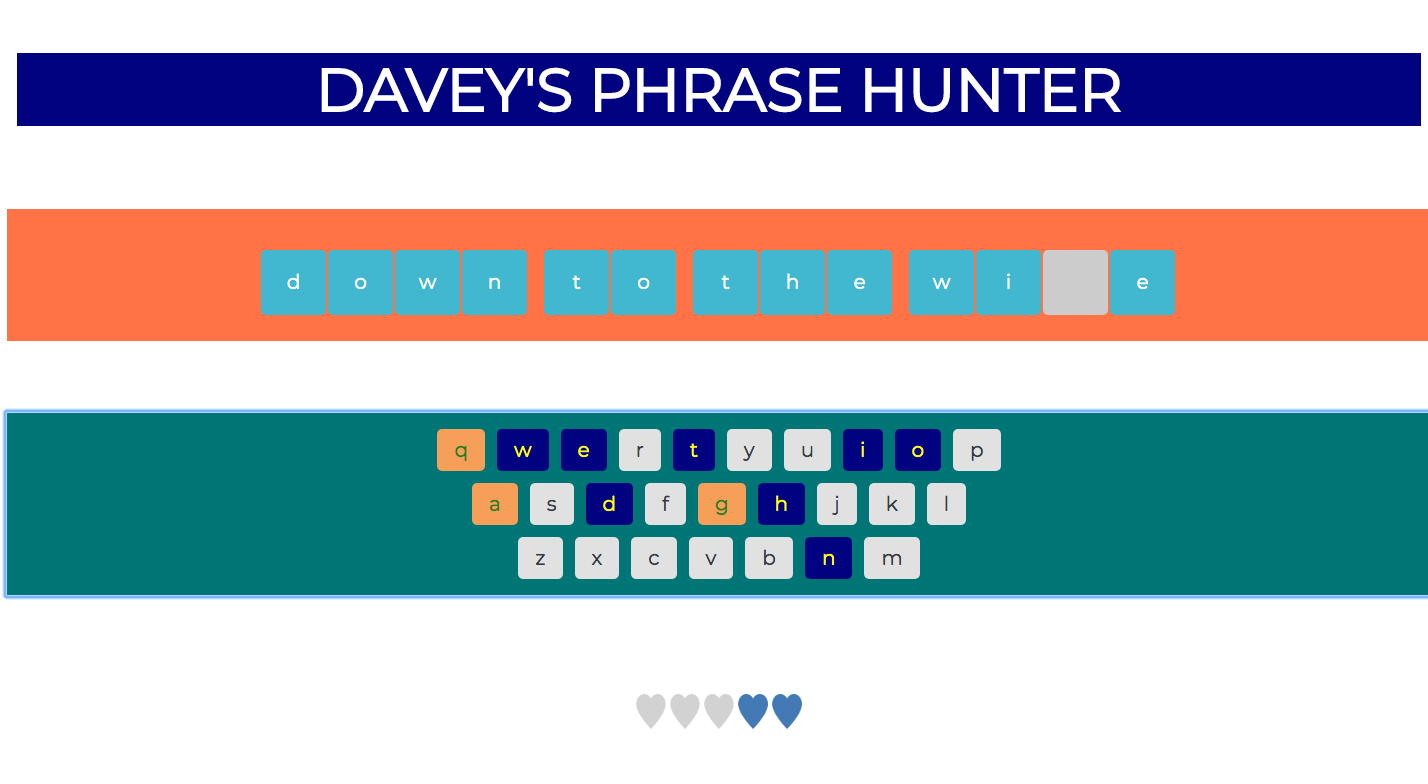 DAVEY'S PHRASE HUNTER
d o w n t o t h e w i e
q w e r t y u i o p
a s d f g h j k l
z x c v b n m